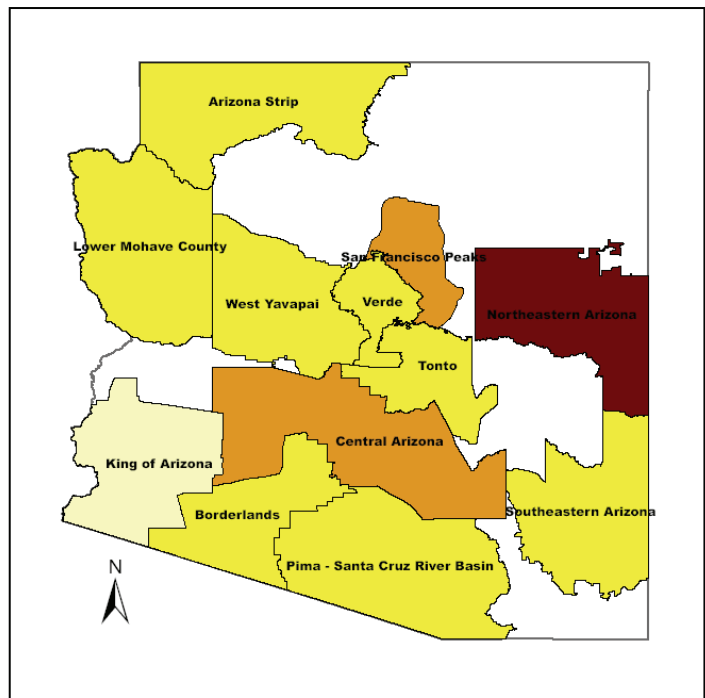 Arizona Strip
Lower Mohave County
San Francisco Peaks
West Yavapai
Verde
Northeastern Arizona
Tonto
Central Arizona
King of Arizona
Borderlands
Southeastern Arizona
Pima - Santa Cruz River Basin
N